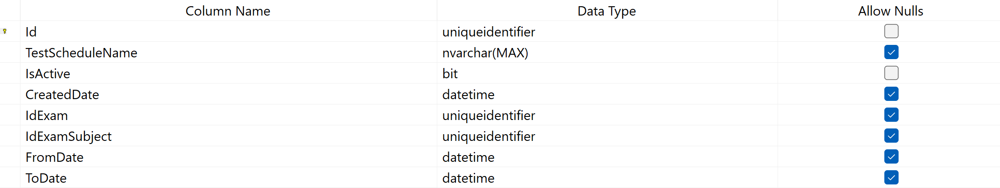 Column Name Data Type Allow Nulls
Id uniqueidentifier
TestScheduleName nvarchar(MAX)
IsActive bit
CreatedDate datetime
IdExam uniqueidentifier
IdExamSubject uniqueidentifier
FromDate datetime
ToDate datetime